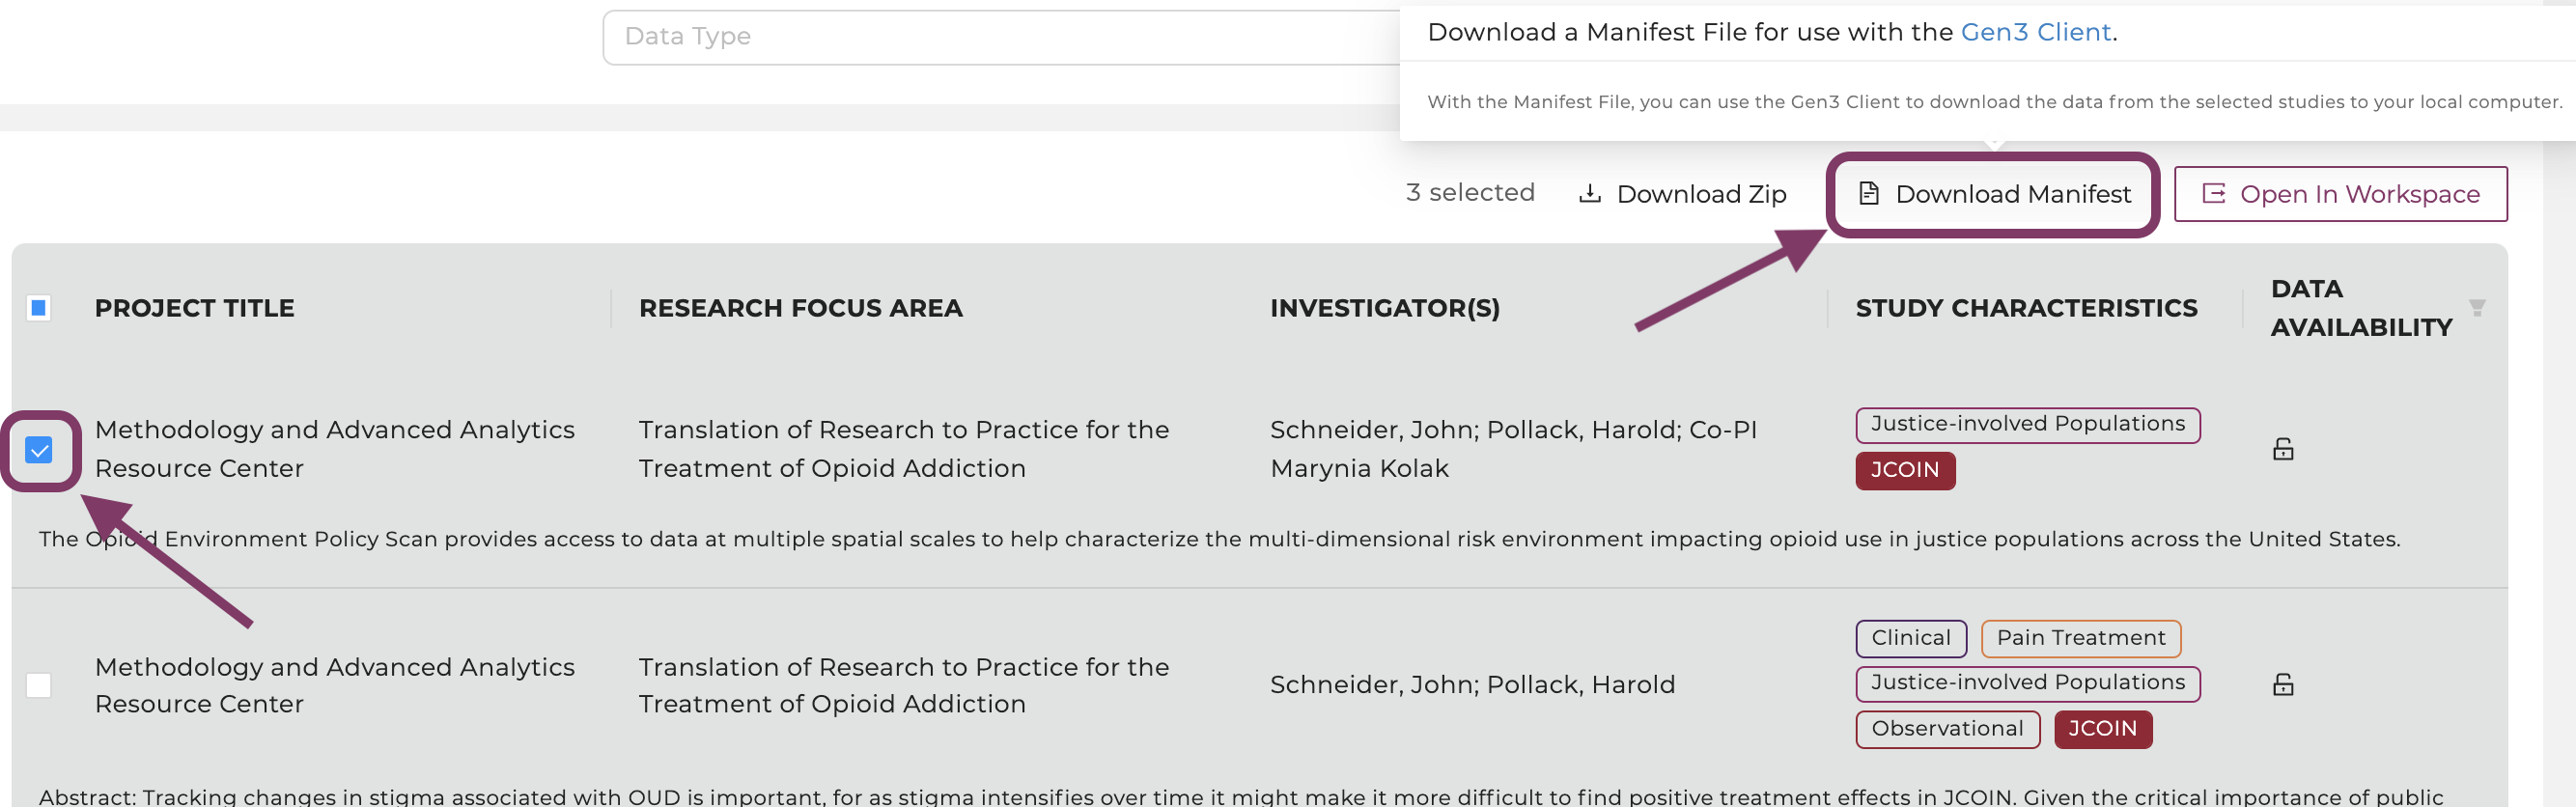 Data Type
Download a Manifest File for use with the Gen3 Client.
With the Manifest File, you can use the Gen3 Client to download the data from the selected studies to your local computer.
3 selected
Download Zip
Download Manifest
Open In Workspace
PROJECT TITLE
RESEARCH FOCUS AREA
INVESTIGATOR(S)
STUDY CHARACTERISTICS
DATA
AVAILABILITY
Methodology and Advanced Analytics
Resource Center
Translation of Research to Practice for the
Treatment of Opioid Addiction
Schneider, John; Pollack, Harold; Co-PI
Marynia Kolak
Justice-involved Populations
JCOIN
The Opioid Environment Policy Scan provides access to data at multiple spatial scales to help characterize the multi-dimensional risk environment impacting opioid use in justice populations across the United States.
Methodology and Advanced Analytics
Resource Center
Translation of Research to Practice for the
Treatment of Opioid Addiction
Schneider, John; Pollack, Harold
Clinical
Pain Treatment
Justice-involved Populations
Observational
JCOIN
Abstract: Tracking changes in stigma associated with OUD is important, for as stigma intensifies over time it might make it more difficult to find positive treatment effects in JCOIN. Given the critical importance of public